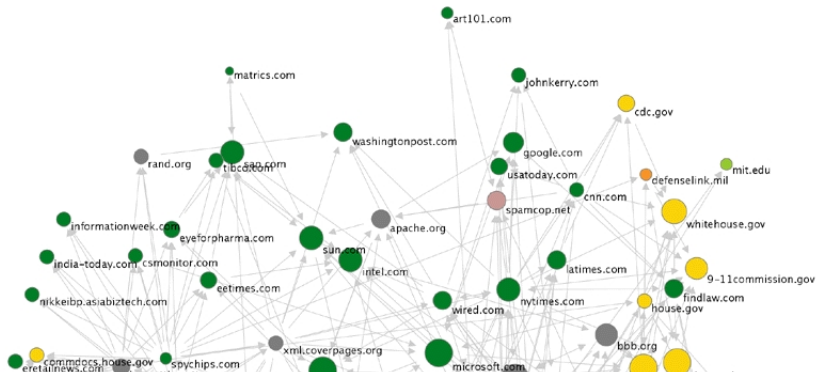 art101.com
matrics.com
johnkerry.com
cdc.gov
washingtonpost.com
google.com
rand.org
sap.com
tibco.com
usatoday.com
mit.edu
defenselink.mil
cnn.com
spamcop.net
informationweek.com
apache.org
whitehouse.gov
eyeforpharma.com
sun.com
india-today.com
csmonitor.com
intel.com
latimes.com
9-11commission.gov
eetimes.com
nikkeibp.asiabiztech.com
wired.com
nytimes.com
findlaw.com
house.gov
xml.coverpages.org
bbb.org
commdocs.house.gov
spychips.com
eretailnews.com
microsoft.com